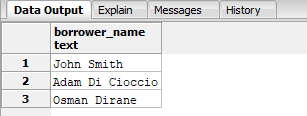 Data Output Explain Messages History
borrower_name
text
1 John Smith
2 Adam Di Cioccio
3 Osman Dirane